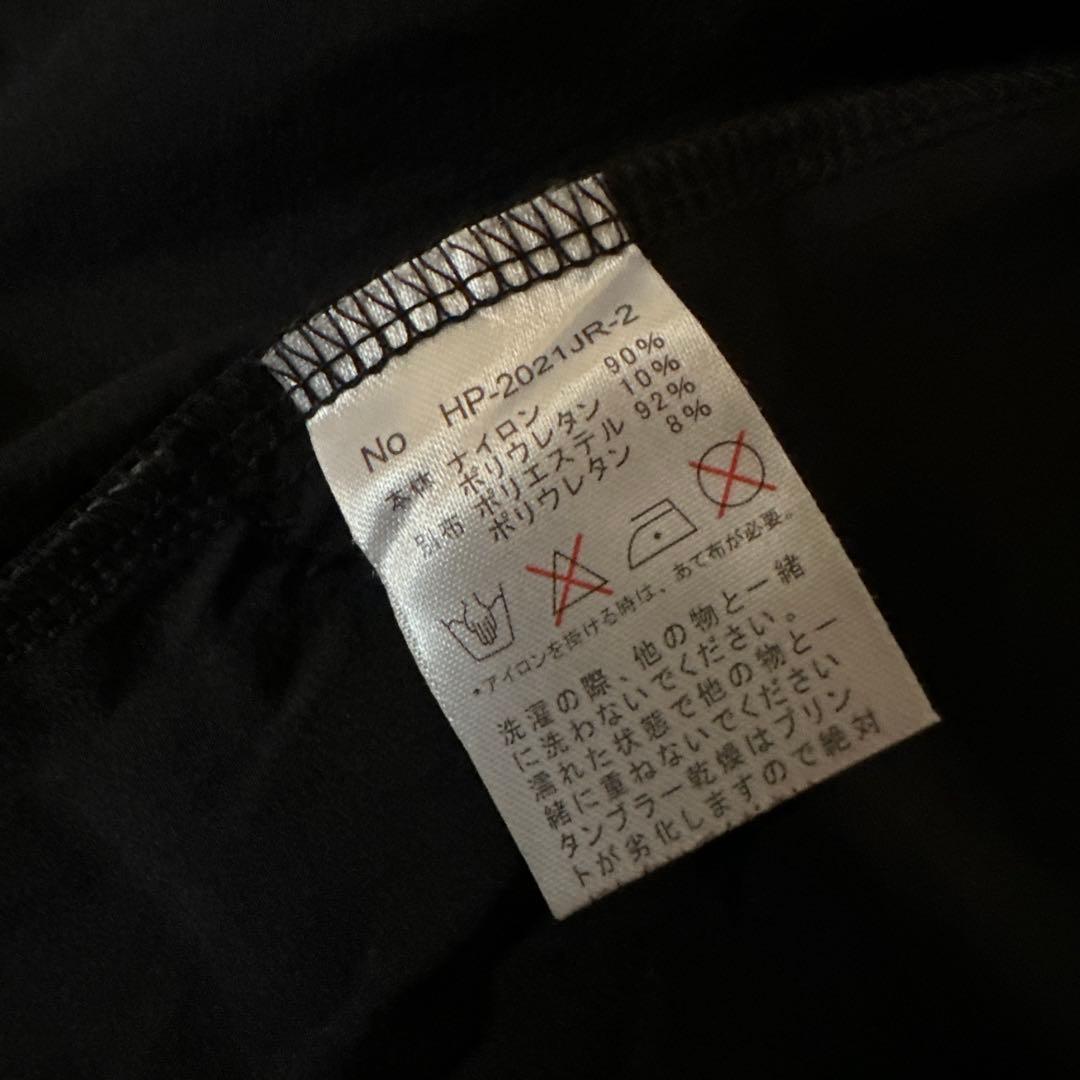 No HP-2021JR-2
本体 ナイロン 90%
ポリウレタン 10%
別布 ポリエステル 92%
ポリウレタン 8%
*アイロンを掛ける時は、あて布が必要。
洗濯の際、他の物と一緒
に洗わないでください。
濡れた状態で他の物と一
緒に重ねないでください
タンブラー乾燥はプリン
トが劣化しますので絶対